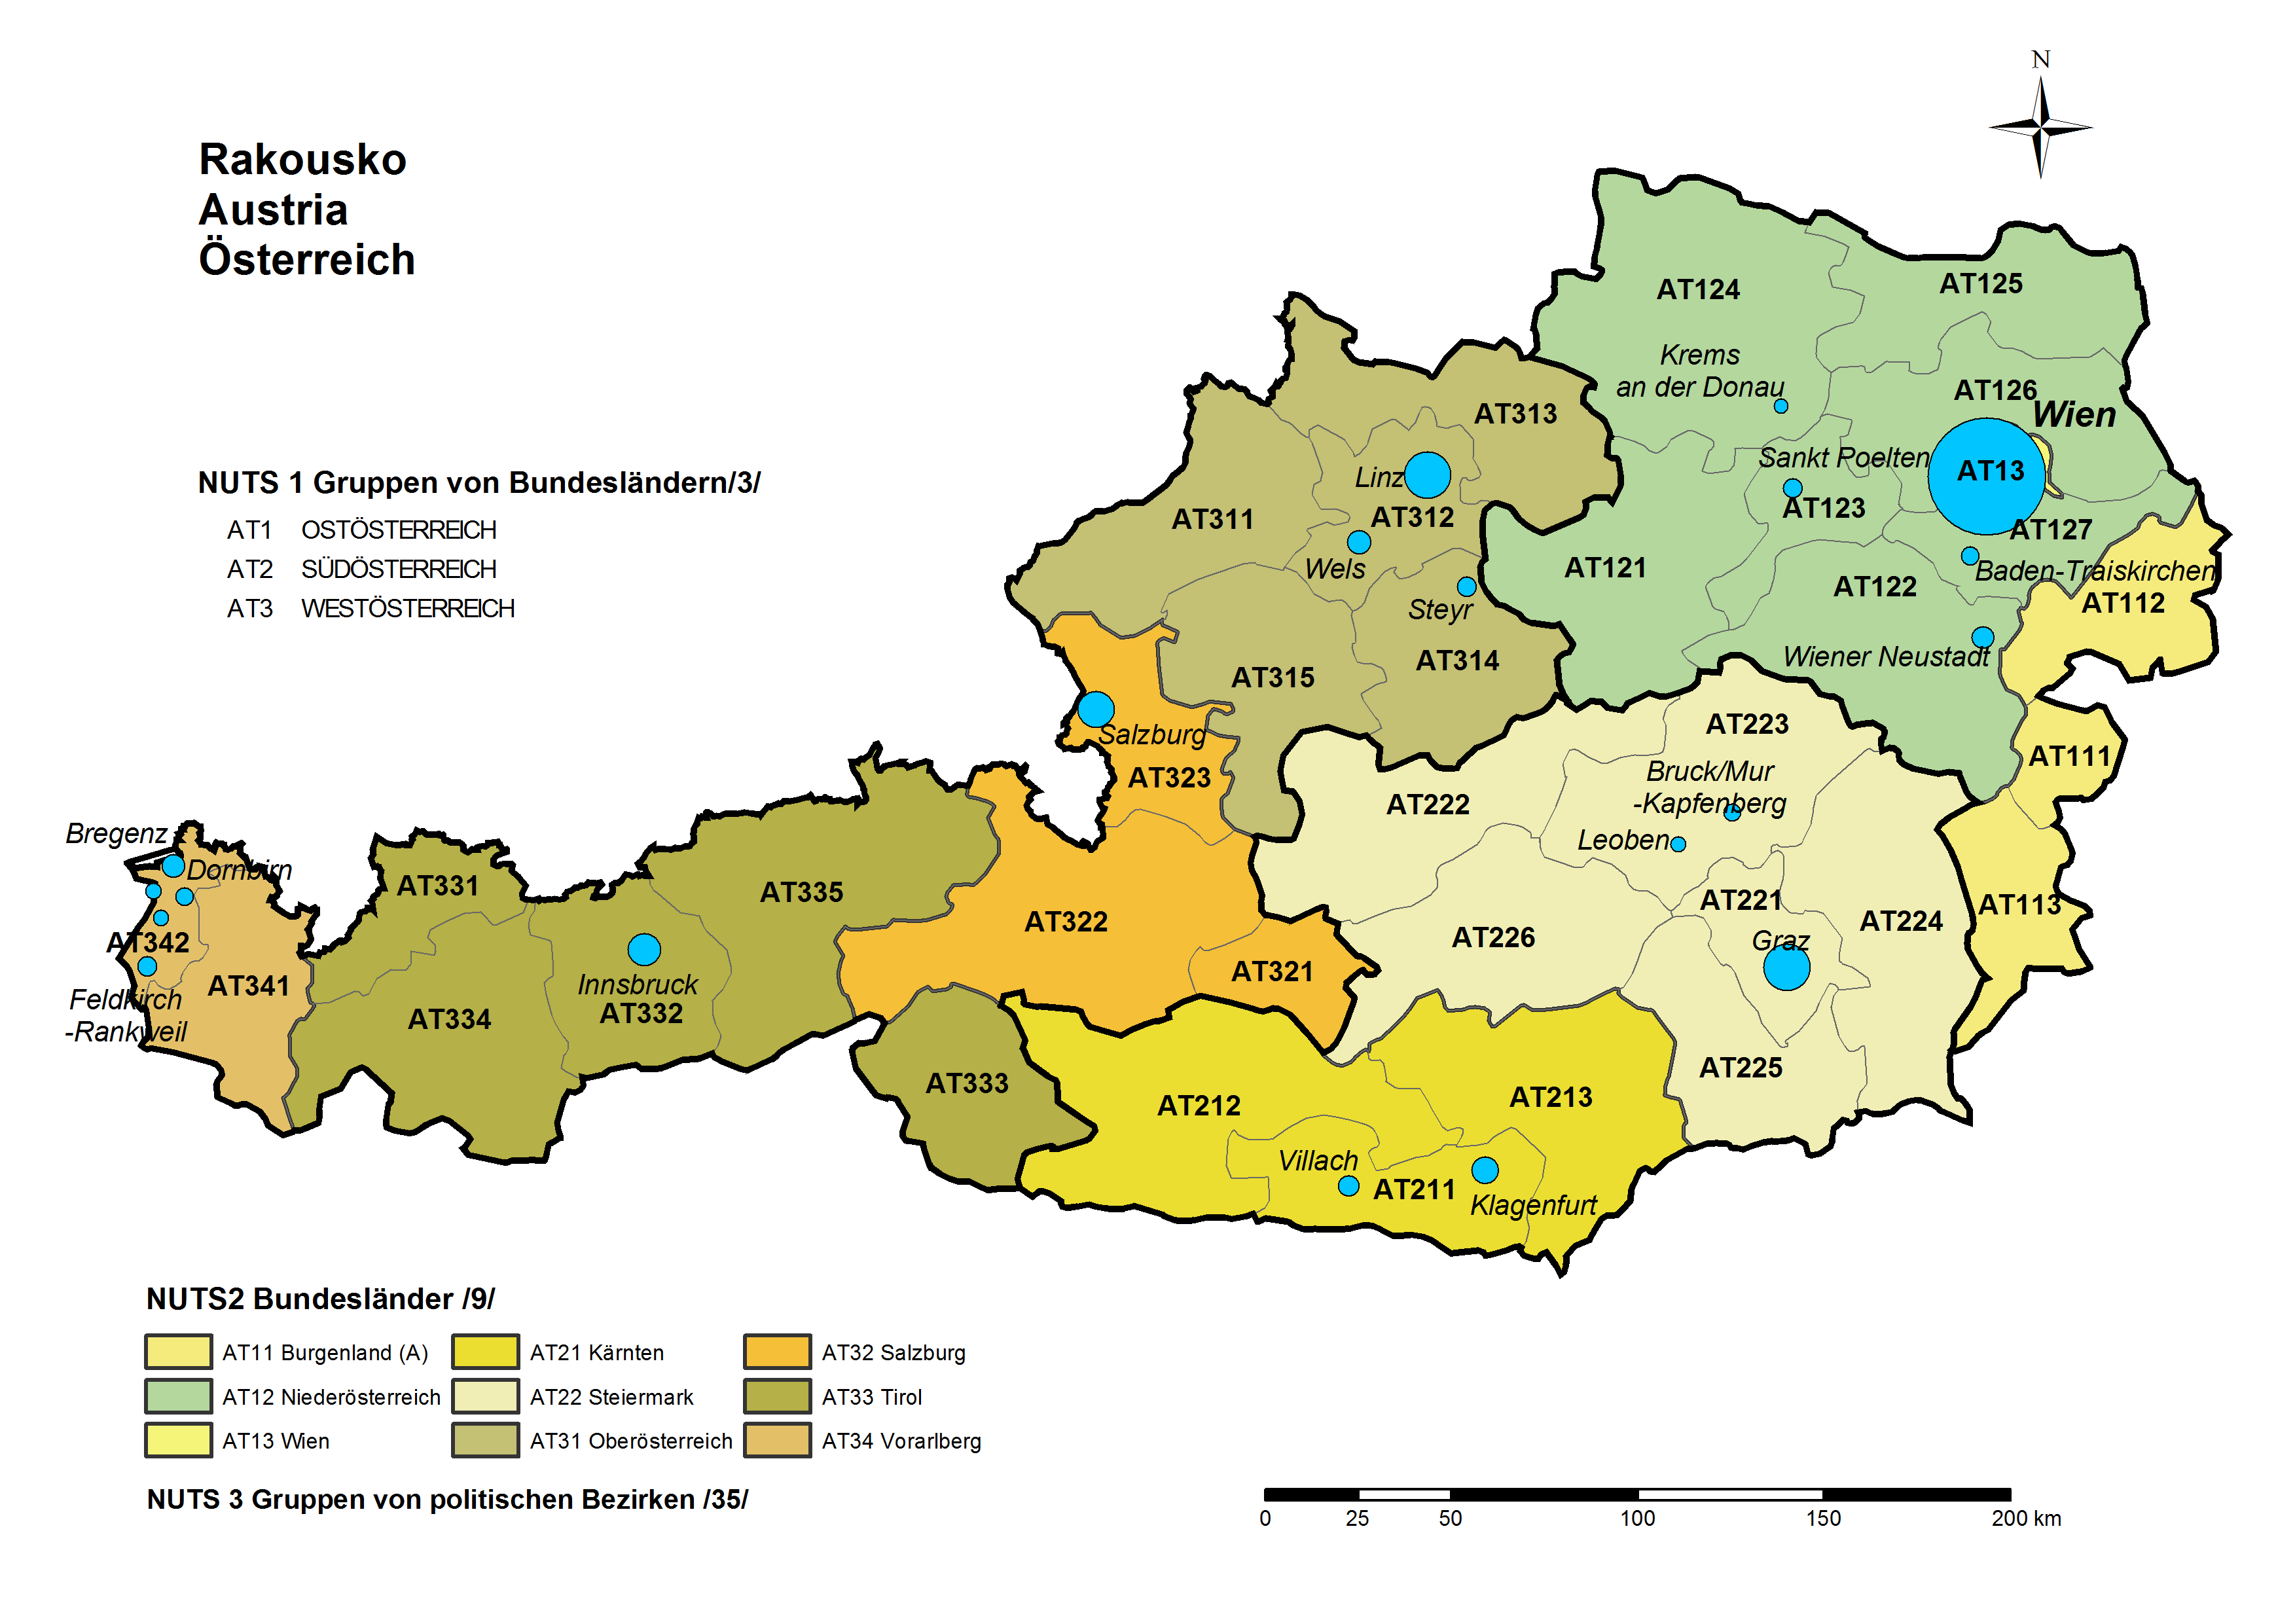 N
Rakousko
Austria
Österreich
NUTS 1 Gruppen von Bundesländern/3/
AT1 OSTÖSTERREICH
AT2 SÜDÖSTERREICH
AT3 WESTÖSTERREICH
AT124
AT125
Krems
an der Donau
AT126
Wien
AT313
Sankt Poelten
AT13
Linz
AT311
AT312
AT123
AT127
Wels
AT121
Baden-Traiskirchen
AT122
AT112
Steyr
Wiener Neustadt
AT314
AT315
AT223
Salzburg
AT111
Bruck/Mur
-Kapfenberg
AT323
AT222
Bregenz
Leoben
Dornbirn
AT331
AT335
AT221
AT113
AT322
AT224
AT342
AT226
Graz
AT321
AT341
Innsbruck
Feldkirch
-Rankweil
AT332
AT334
AT225
AT333
AT212
AT213
Villach
AT211
Klagenfurt
NUTS2 Bundesländer /9/
AT11 Burgenland (A)
AT21 Kärnten
AT32 Salzburg
AT12 Niederösterreich
AT22 Steiermark
AT33 Tirol
AT13 Wien
AT31 Oberösterreich
AT34 Vorarlberg
NUTS 3 Gruppen von politischen Bezirken /35/
0 25 50 100 150 200 km